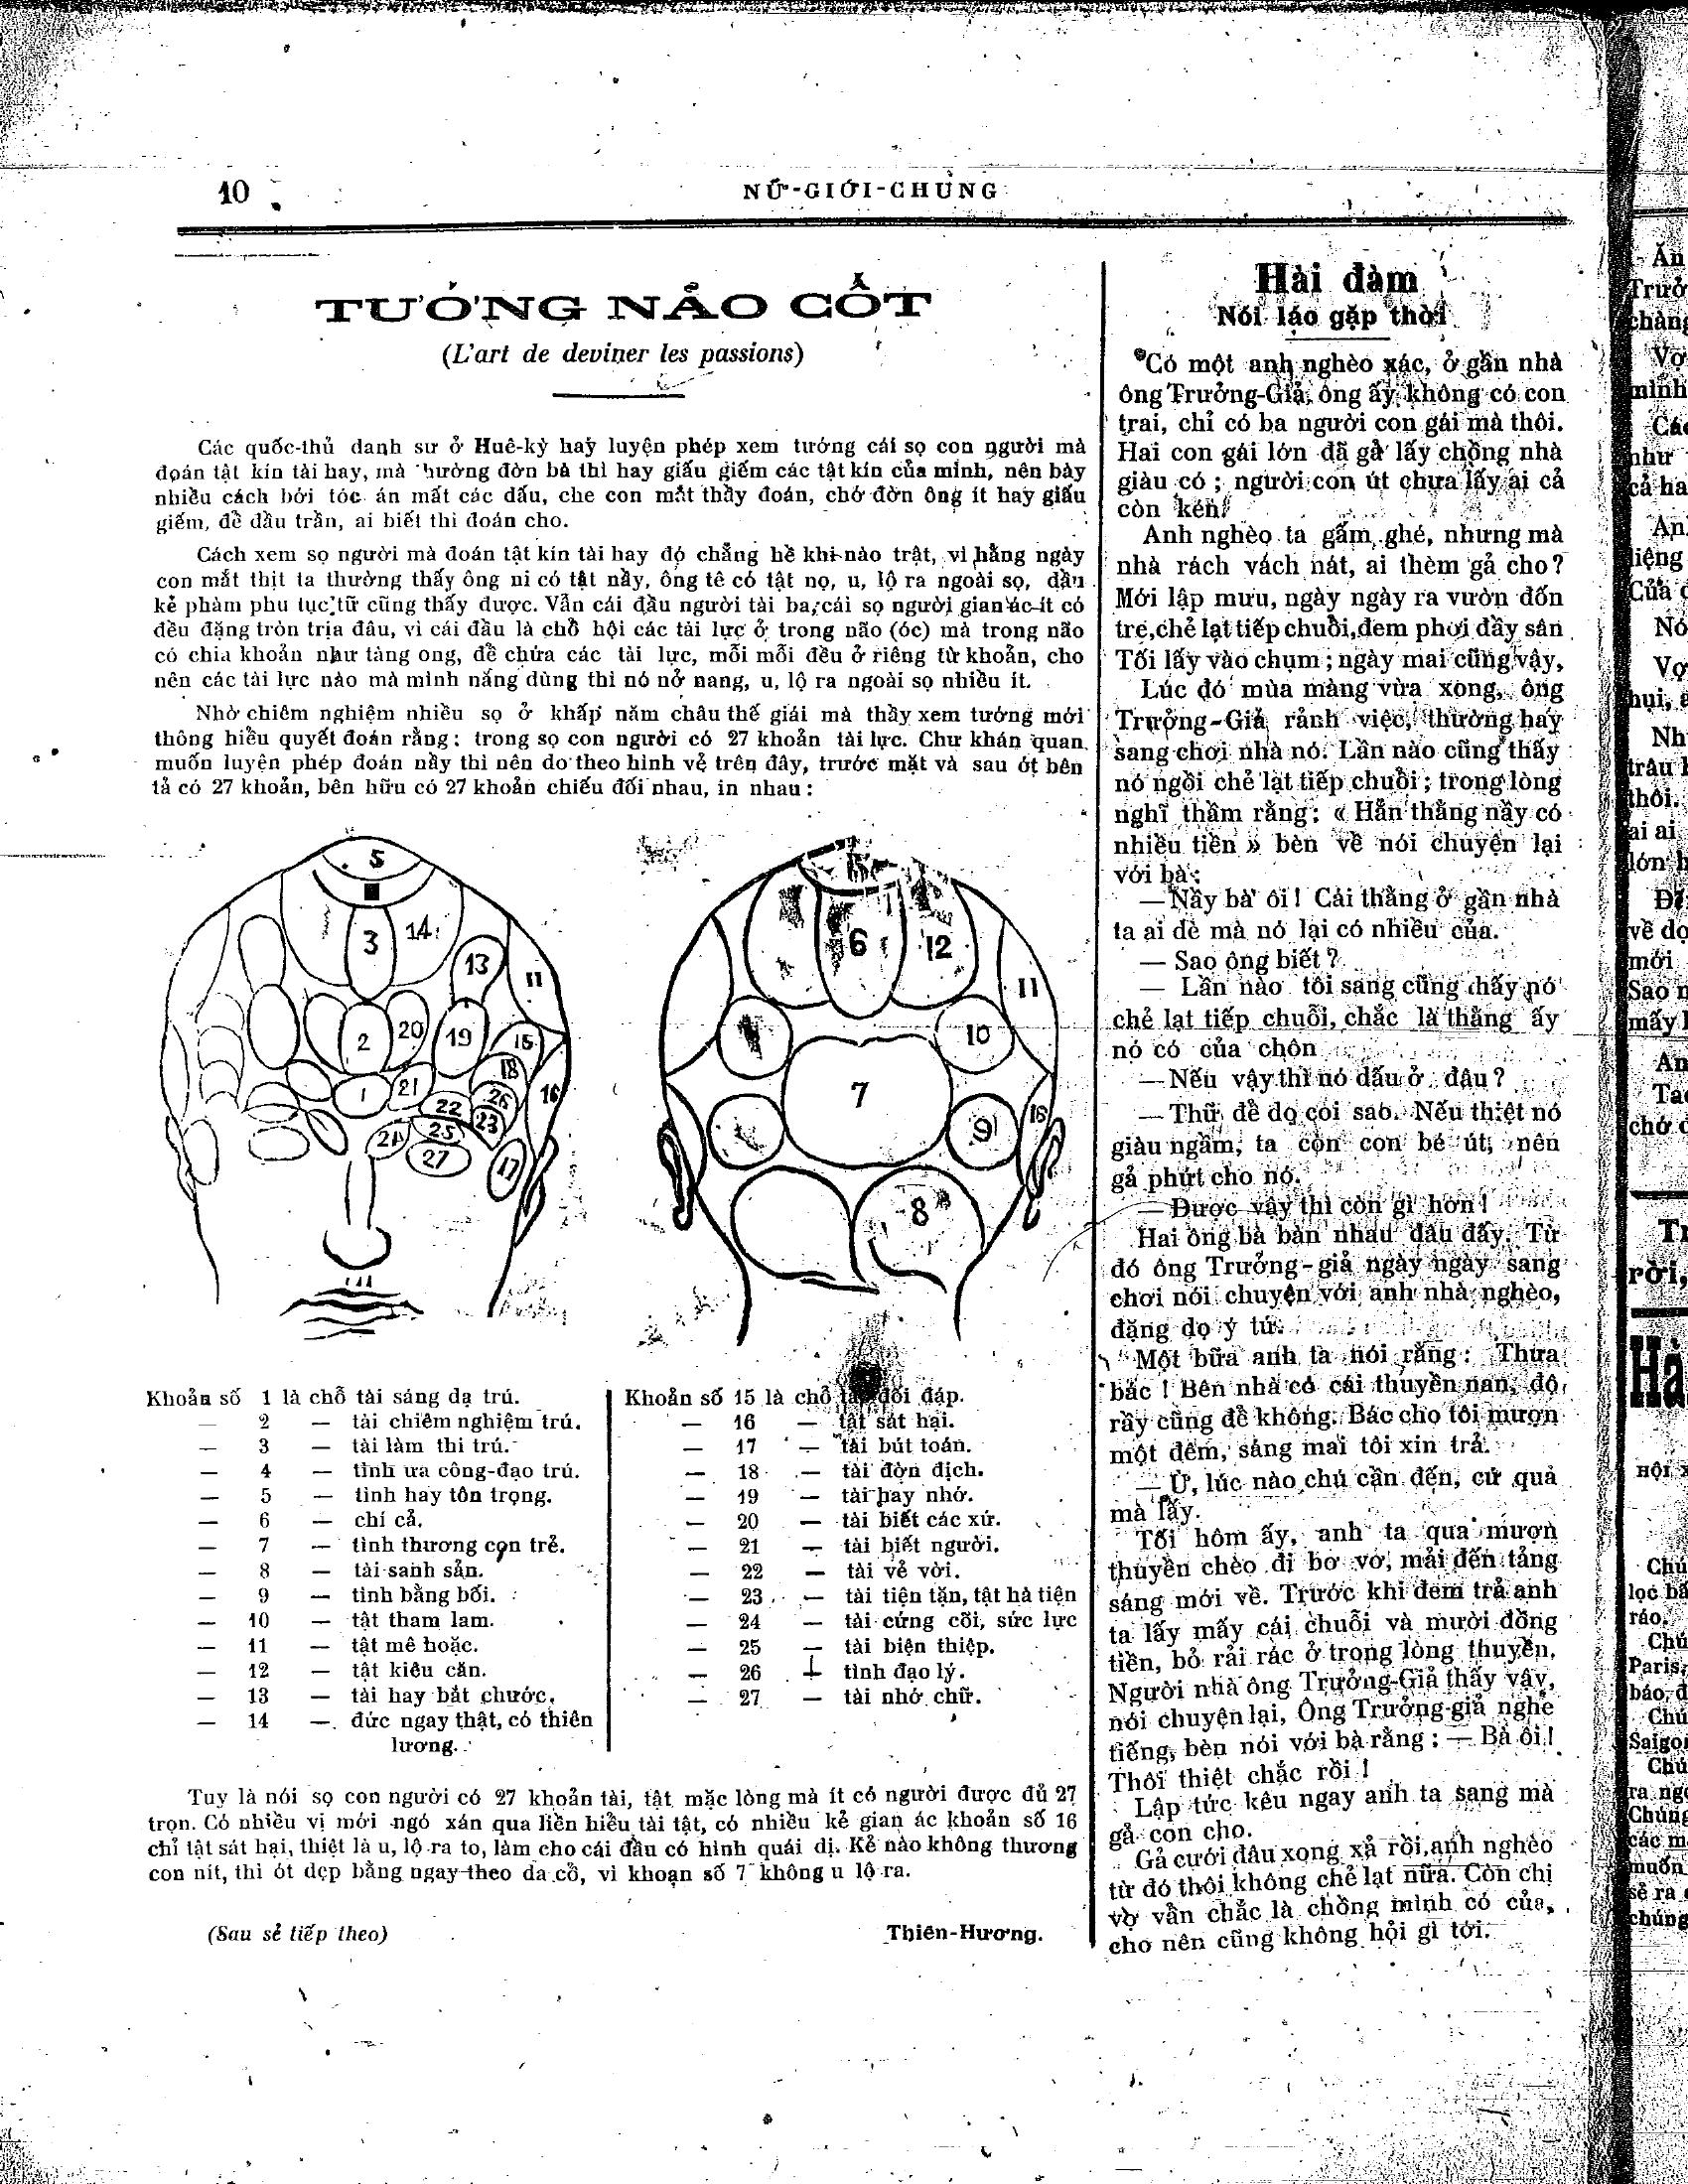 10
NỮ-GIỚI-CHUNG
TƯỚNG NÃO CỐT
(L'art de deviner les passions)
Các quốc-thủ danh sư ở Huê-kỳ hay luyện phép xem tướng cái sọ con người mà
đoán tật kín tài hay, mà hường đờn bà thì hay giấu giếm các tật kín của mình, nên bày
nhiều cách bới tóc án mất các dấu, che con mắt thầy đoán, chớ đờn ông ít hay giấu
giếm, để đầu trần, ai biết thì đoán cho.
Cách xem sọ người mà đoán tật kín tài hay đó chẳng hề khi nào trật, vì hằng ngày
con mắt thịt ta thường thấy ông ni có tật nầy, ông tê có tật nọ, u, lộ ra ngoài sọ, dầu
kẻ phàm phu tục tử cũng thấy được. Vẫn cái đầu người tài ba, cái sọ người gian ác ít có
đều đặng tròn trịa đâu, vì cái đầu là chỗ hội các tài lực ở trong não (óc) mà trong não
có chia khoản như tàng ong, để chứa các tài lực, mỗi mỗi đều ở riêng từ khoản, cho
nên các tài lực nào mà mình năng dùng thì nó nở nang, u, lộ ra ngoài sọ nhiều ít.
Nhờ chiêm nghiệm nhiều sọ ở khắp năm châu thế giái mà thầy xem tướng mới
thông hiểu quyết đoán rằng: trong sọ con người có 27 khoản tài lực. Chư khán quan
muốn luyện phép đoán nầy thì nên do theo hình vẽ trên đây, trước mặt và sau ót bên
tả có 27 khoản, bên hữu có 27 khoản chiếu đối nhau, in nhau:
5
3
14
13
11
2
20
19
15
18
1
21
22
26
16
23
25
21
27
17
6
12
11
10
7
9
16
8
Khoản số 1 là chỗ tài sáng dạ trú.
— 2 — tài chiêm nghiệm trú.
— 3 — tài làm thi trú.
— 4 — tình ưa công-đạo trú.
— 5 — tình hay tôn trọng.
— 6 — chí cả.
— 7 — tình thương con trẻ.
— 8 — tài sanh sản.
— 9 — tình bằng bối.
— 10 — tật tham lam.
— 11 — tật mê hoặc.
— 12 — tật kiêu căn.
— 13 — tài hay bắt chước.
— 14 — đức ngay thật, có thiên
lương.
Khoản số 15 là chỗ đối đáp.
— 16 — tật sát hại.
— 17 — tài bút toán.
— 18 — tài đờn địch.
— 19 — tài hay nhớ.
— 20 — tài biết các xứ.
— 21 — tài biết người.
— 22 — tài vẽ vời.
— 23 — tài tiện tặn, tật hà tiện
— 24 — tài cứng cỏi, sức lực
— 25 — tài biện thiệp.
— 26 — tình đạo lý.
— 27 — tài nhớ chữ.
Tuy là nói sọ con người có 27 khoản tài, tật mặc lòng mà ít có người được đủ 27
trọn. Có nhiều vị mới ngó xán qua liền hiểu tài tật, có nhiều kẻ gian ác khoản số 16
chỉ tật sát hại, thiệt là u, lộ ra to, làm cho cái đầu có hình quái dị. Kẻ nào không thương
con nít, thì ót dẹp bằng ngay theo da cổ, vì khoạn số 7 không u lộ ra.
(Sau sẽ tiếp theo)
Thiên-Hương.
Hài đàm
Nói láo gặp thời
Có một anh nghèo xác, ở gần nhà
ông Trưởng-Giả, ông ấy không có con
trai, chỉ có ba người con gái mà thôi.
Hai con gái lớn đã gả lấy chồng nhà
giàu có; người con út chưa lấy ai cả
còn kén.
Anh nghèo ta gấm ghé, nhưng mà
nhà rách vách nát, ai thèm gả cho?
Mới lập mưu, ngày ngày ra vườn đốn
tre, chẻ lạt tiếp chuỗi, đem phơi đầy sân
Tối lấy vào chụm; ngày mai cũng vậy,
Lúc đó mùa màng vừa xong, ông
Trưởng-Giả rảnh việc, thường hay
sang chơi nhà nó. Lần nào cũng thấy
nó ngồi chẻ lạt tiếp chuỗi; trong lòng
nghĩ thầm rằng: « Hẳn thằng nầy có
nhiều tiền » bèn về nói chuyện lại
với bà:
— Nầy bà ôi! Cái thằng ở gần nhà
ta ai dè mà nó lại có nhiều của.
— Sao ông biết?
— Lần nào tôi sang cũng thấy nó
chẻ lạt tiếp chuỗi, chắc là thằng ấy
nó có của chôn
— Nếu vậy thì nó dấu ở đâu?
— Thử để dọ coi sao. Nếu thiệt nó
giàu ngầm, ta còn con bé út, nên
gả phứt cho nó.
— Được vậy thì còn gì hơn!
Hai ông bà bàn nhau đâu đấy. Từ
đó ông Trưởng-giả ngày ngày sang
chơi nói chuyện với anh nhà nghèo,
đặng dọ ý tứ.
Một bữa anh ta nói rằng: Thưa
bác! Bên nhà có cái thuyền nan, độ
rày cũng để không. Bác cho tôi mượn
một đêm, sáng mai tôi xin trả.
— Ừ, lúc nào chú cần đến, cứ quá
mà lấy.
Tối hôm ấy, anh ta qua mượn
thuyền chèo đi bơ vơ, mải đến tảng
sáng mới về. Trước khi đem trả anh
ta lấy mấy cái chuỗi và mười đồng
tiền, bỏ rải rác ở trong lòng thuyền,
Người nhà ông Trưởng-Giả thấy vậy,
nói chuyện lại, Ông Trưởng-giả nghe
tiếng, bèn nói với bà rằng: — Bà ôi!
Thôi thiệt chắc rồi!
Lập tức kêu ngay anh ta sang mà
gả con cho.
Gả cưới đâu xong xả rồi, anh nghèo
từ đó thôi không chẻ lạt nữa. Còn chị
vợ vẫn chắc là chồng mình có của,
cho nên cũng không hỏi gì tới.